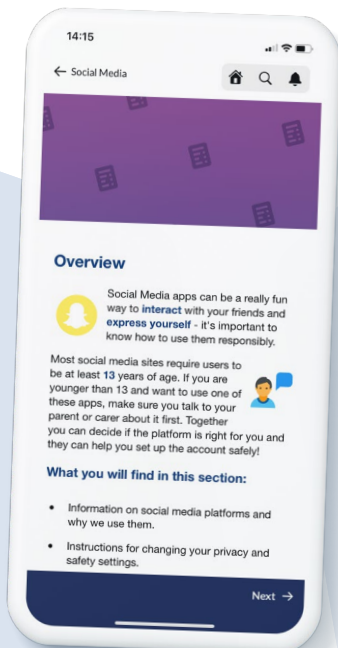 14:15
← Social Media
Overview
Social Media apps can be a really fun
way to interact with your friends and
express yourself - it's important to
know how to use them responsibly.
Most social media sites require users to
be at least 13 years of age. If you are
younger than 13 and want to use one of
these apps, make sure you talk to your
parent or carer about it first. Together
you can decide if the platform is right for you and
they can help you set up the account safely!
What you will find in this section:
• Information on social media platforms and
why we use them.
• Instructions for changing your privacy and
safety settings.
Next →